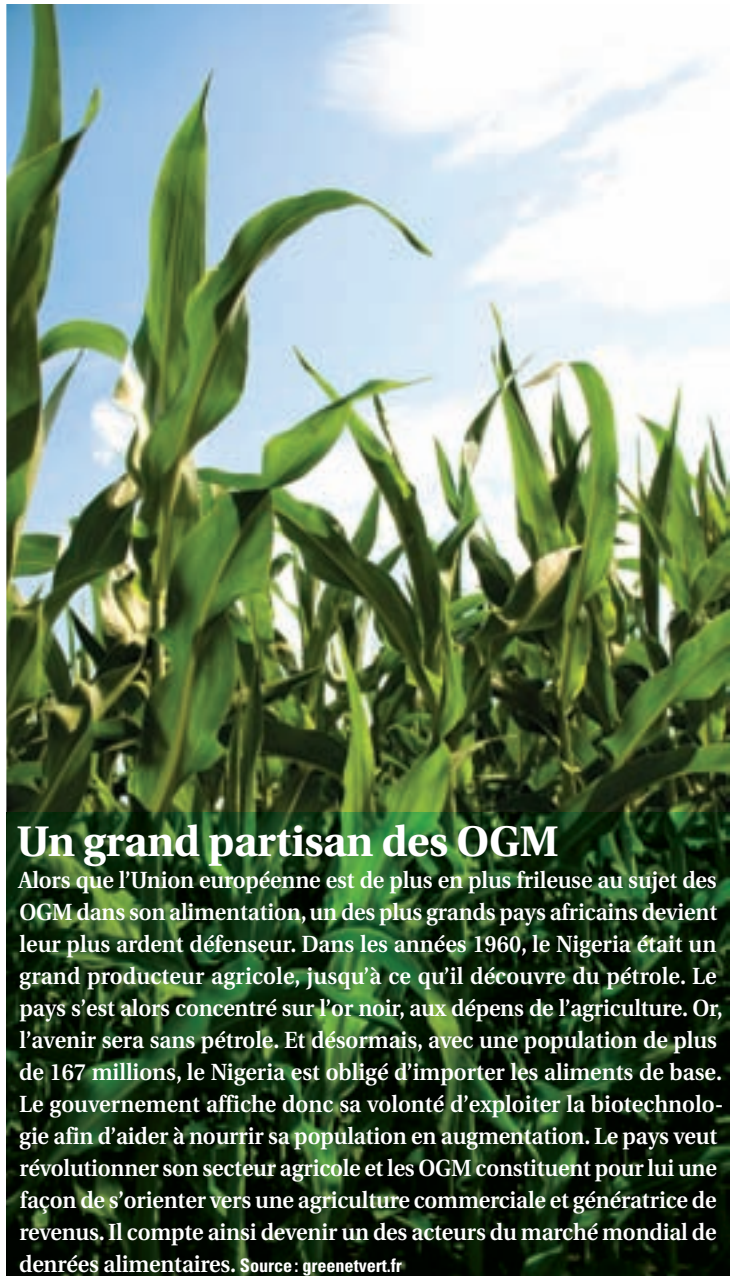 Un grand partisan des OGM
Alors que l’Union européenne est de plus en plus frileuse au sujet des
OGM dans son alimentation, un des plus grands pays africains devient
leur plus ardent défenseur. Dans les années 1960, le Nigeria était un
grand producteur agricole, jusqu’à ce qu’il découvre du pétrole. Le
pays s’est alors concentré sur l’or noir, aux dépens de l’agriculture. Or,
l’avenir sera sans pétrole. Et désormais, avec une population de plus
de 167 millions, le Nigeria est obligé d’importer les aliments de base.
Le gouvernement affiche donc sa volonté d’exploiter la biotechnolo-
gie afin d’aider à nourrir sa population en augmentation. Le pays veut
révolutionner son secteur agricole et les OGM constituent pour lui une
façon de s’orienter vers une agriculture commerciale et génératrice de
revenus. Il compte ainsi devenir un des acteurs du marché mondial de
denrées alimentaires. Source : greenetvert.fr